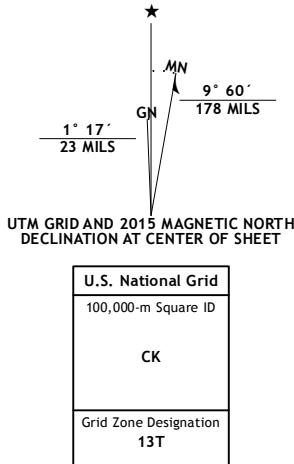 ★
MN
9° 60´
178 MILS
GN
1° 17´
23 MILS
UTM GRID AND 2015 MAGNETIC NORTH
DECLINATION AT CENTER OF SHEET
U.S. National Grid
100,000-m Square ID
CK
Grid Zone Designation
13T